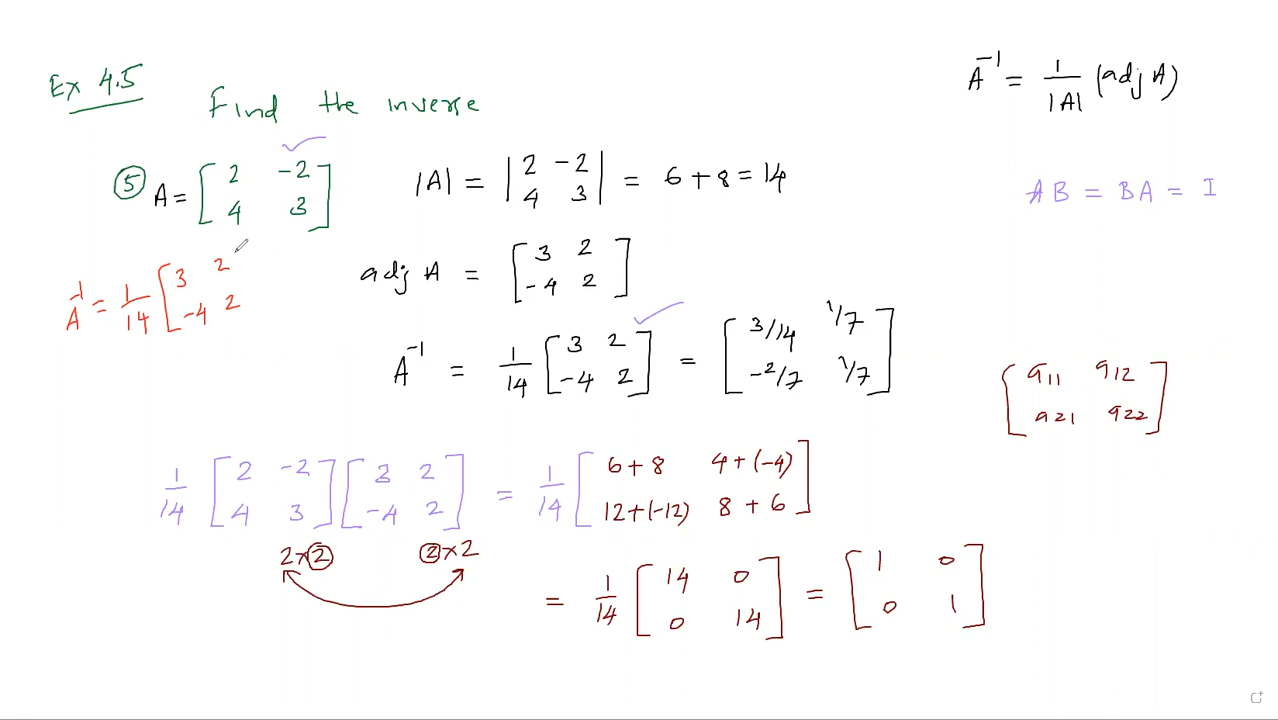 Ex 4.5
Find the inverse
A⁻¹ = 1/|A| (adj A)
⑤ A = [2 -2; 4 3]
|A| = |2 -2; 4 3| = 6 + 8 = 14
AB = BA = I
adj A = [3 2; -4 2]
A⁻¹ = 1/14 [3 2; -4 2
A⁻¹ = 1/14 [3 2; -4 2] = [3/14 1/7; -2/7 1/7]
[a11 a12; a21 a22]
1/14 [2 -2; 4 3] [3 2; -4 2] = 1/14 [6 + 8 4 + (-4); 12 + (-12) 8 + 6]
2×2 2×2
= 1/14 [14 0; 0 14] = [1 0; 0 1]